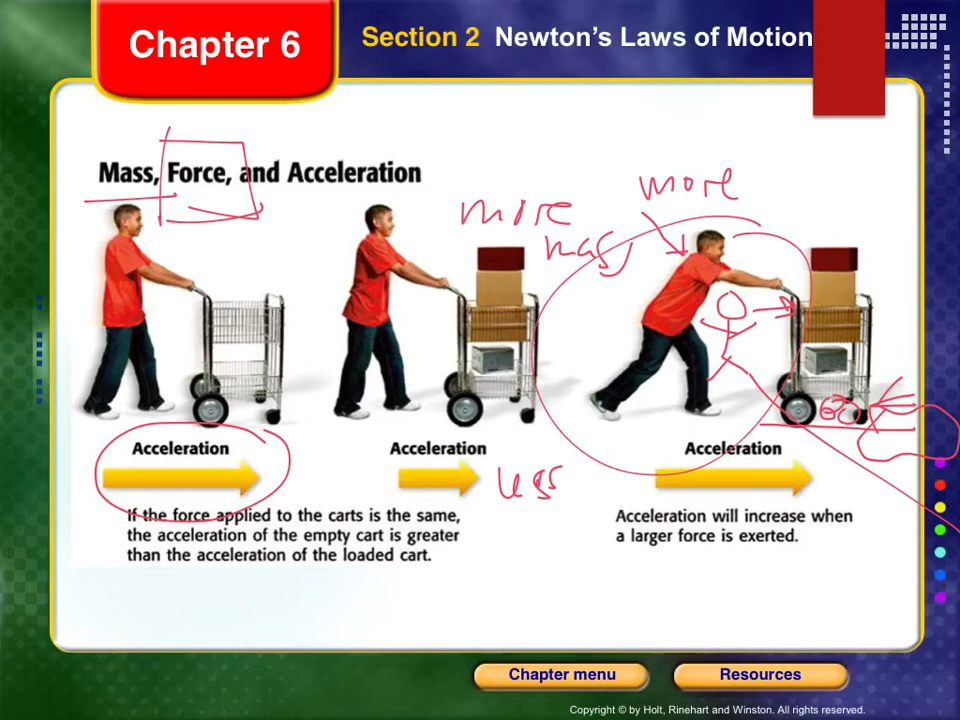 Chapter 6
Section 2 Newton's Laws of Motion
Mass, Force, and Acceleration
more
more
mass
Acceleration
Acceleration
Acceleration
less
If the force applied to the carts is the same,
the acceleration of the empty cart is greater
than the acceleration of the loaded cart.
Acceleration will increase when
a larger force is exerted.
Chapter menu
Resources
Copyright © by Holt, Rinehart and Winston. All rights reserved.